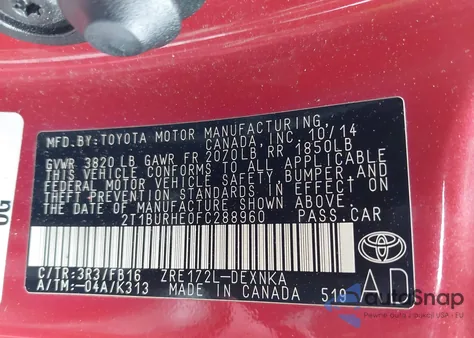 MFD.BY:TOYOTA MOTOR MANUFACTURING
CANADA,INC. 10/14
GVWR 3820 LB GAWR FR 2070LB RR 1850LB
THIS VEHICLE CONFORMS TO ALL APPLICABLE
FEDERAL MOTOR VEHICLE SAFETY, BUMPER, AND
THEFT PREVENTION STANDARDS IN EFFECT ON
THE DATE OF MANUFACTURE SHOWN ABOVE.
2T1BURHE0FC288960 PASS.CAR
C/TR:3R3/FB16 ZRE172L-DEXNKA
A/TM:-04A/K313 MADE IN CANADA 519
AD
autoSnap